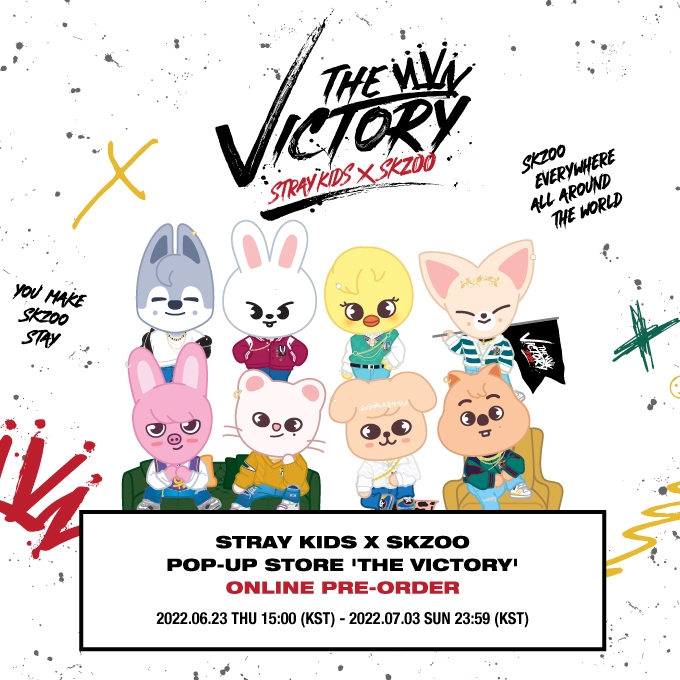 THE
VICTORY
STRAY KIDS X SKZOO
SKZOO
EVERYWHERE
ALL AROUND
THE WORLD
YOU MAKE
SKZOO
STAY
THE
VICTORY
STRAY KIDS X SKZOO
POP-UP STORE 'THE VICTORY'
ONLINE PRE-ORDER
2022.06.23 THU 15:00 (KST) - 2022.07.03 SUN 23:59 (KST)